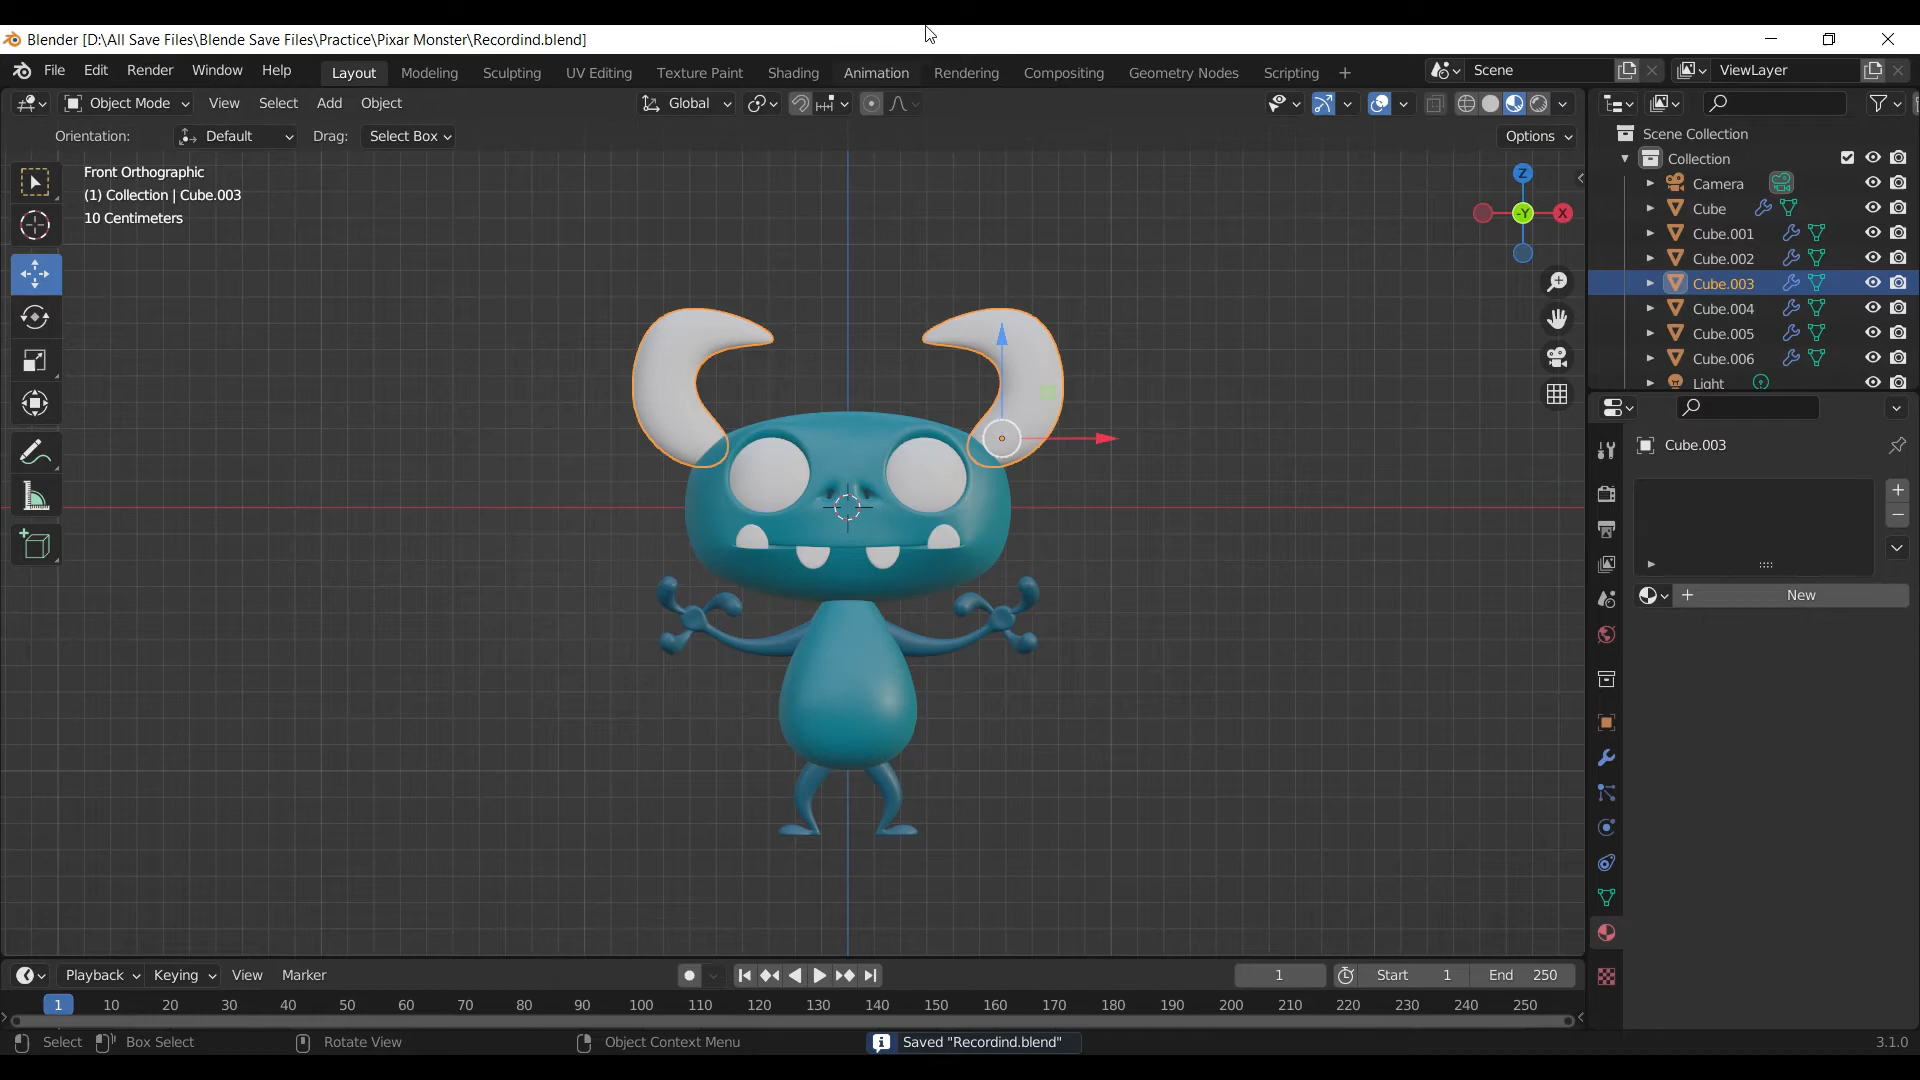 Blender [D:\All Save Files\Blende Save Files\Practice\Pixar Monster\Recordind.blend]
File Edit Render Window Help Layout Modeling Sculpting UV Editing Texture Paint Shading Animation Rendering Compositing Geometry Nodes Scripting + Scene ViewLayer
Object Mode View Select Add Object Global
Orientation: Default Drag: Select Box Options
Scene Collection
Collection
Camera
Cube
Cube.001
Cube.002
Cube.003
Cube.004
Cube.005
Cube.006
Light
Front Orthographic
(1) Collection | Cube.003
10 Centimeters
Z
-Y
X
Cube.003
New
Playback Keying View Marker 1 Start 1 End 250
1 10 20 30 40 50 60 70 80 90 100 110 120 130 140 150 160 170 180 190 200 210 220 230 240 250
Select Box Select Rotate View Object Context Menu Saved "Recordind.blend" 3.1.0